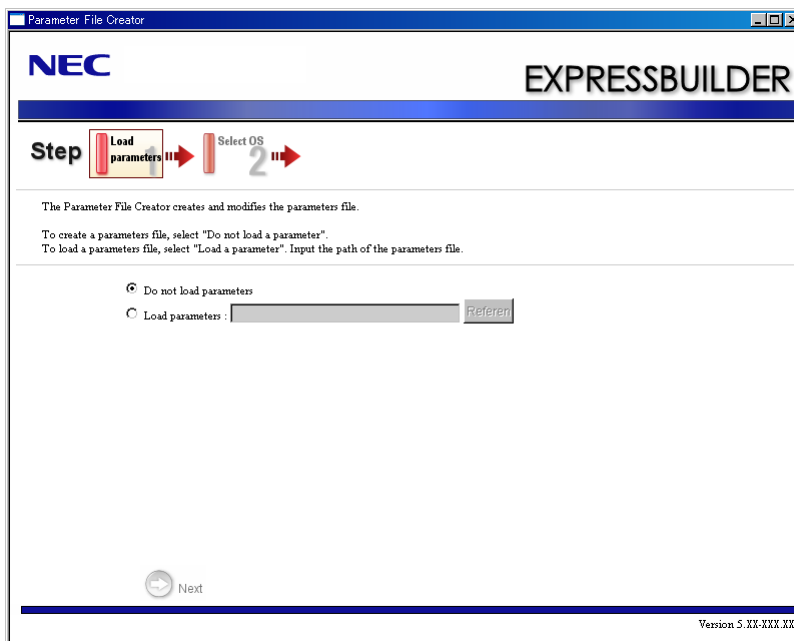 Parameter File Creator
NEC
EXPRESSBUILDER
Step
Load
parameters
1
Select OS
2
The Parameter File Creator creates and modifies the parameters file.
To create a parameters file, select "Do not load a parameter".
To load a parameters file, select "Load a parameter". Input the path of the parameters file.
Do not load parameters
Load parameters :
Referen
Next
Version 5.XX-XXX.XX